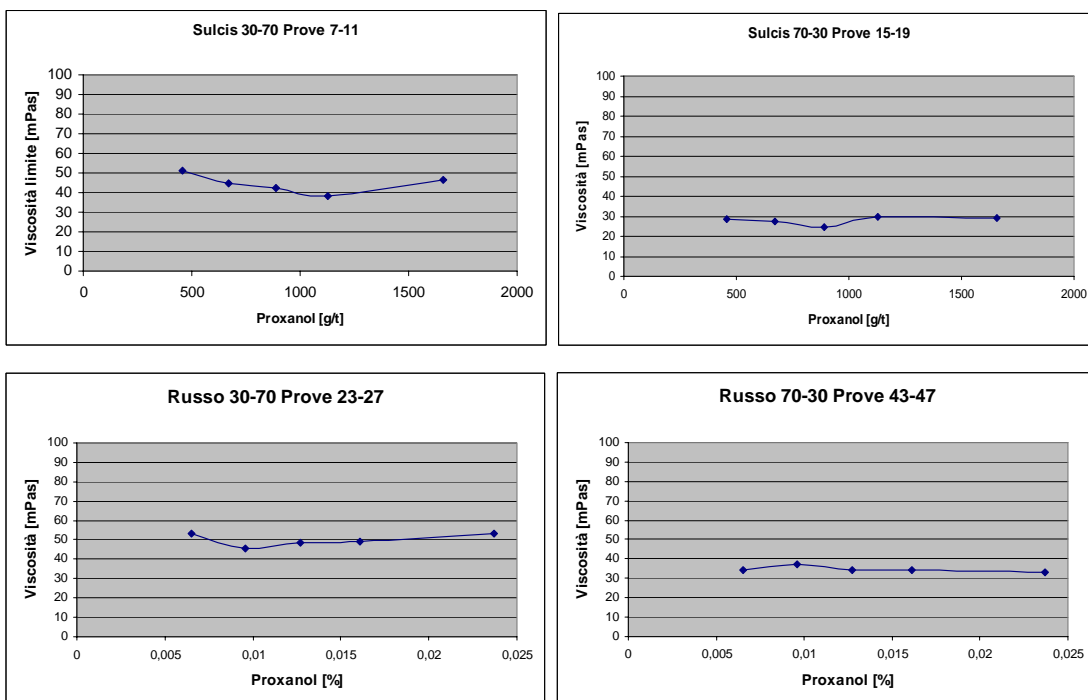 Sulcis 30-70 Prove 7-11
Viscosità limite [mPas]
100
90
80
70
60
50
40
30
20
10
0
0 500 1000 1500 2000
Proxanol [g/t]
Sulcis 70-30 Prove 15-19
Viscosità [mPas]
100
90
80
70
60
50
40
30
20
10
0
0 500 1000 1500 2000
Proxanol [g/t]
Russo 30-70 Prove 23-27
Viscosità [mPas]
100
90
80
70
60
50
40
30
20
10
0
0 0,005 0,01 0,015 0,02 0,025
Proxanol [%]
Russo 70-30 Prove 43-47
Viscosità [mPas]
100
90
80
70
60
50
40
30
20
10
0
0 0,005 0,01 0,015 0,02 0,025
Proxanol [%]